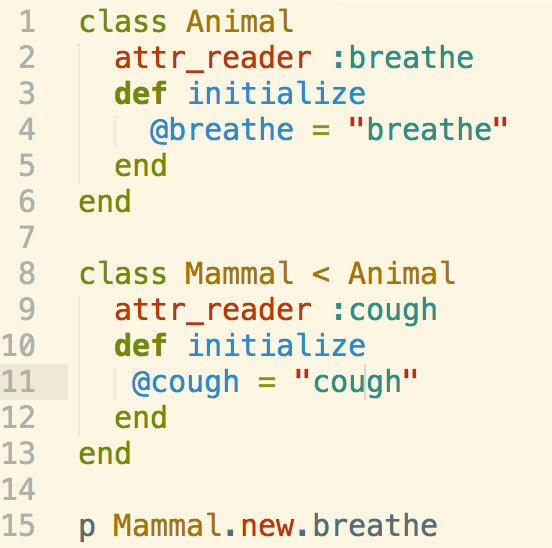 1 class Animal
2   attr_reader :breathe
3   def initialize
4     @breathe = "breathe"
5   end
6 end
7
8 class Mammal < Animal
9   attr_reader :cough
10   def initialize
11    @cough = "cough"
12   end
13 end
14
15 p Mammal.new.breathe